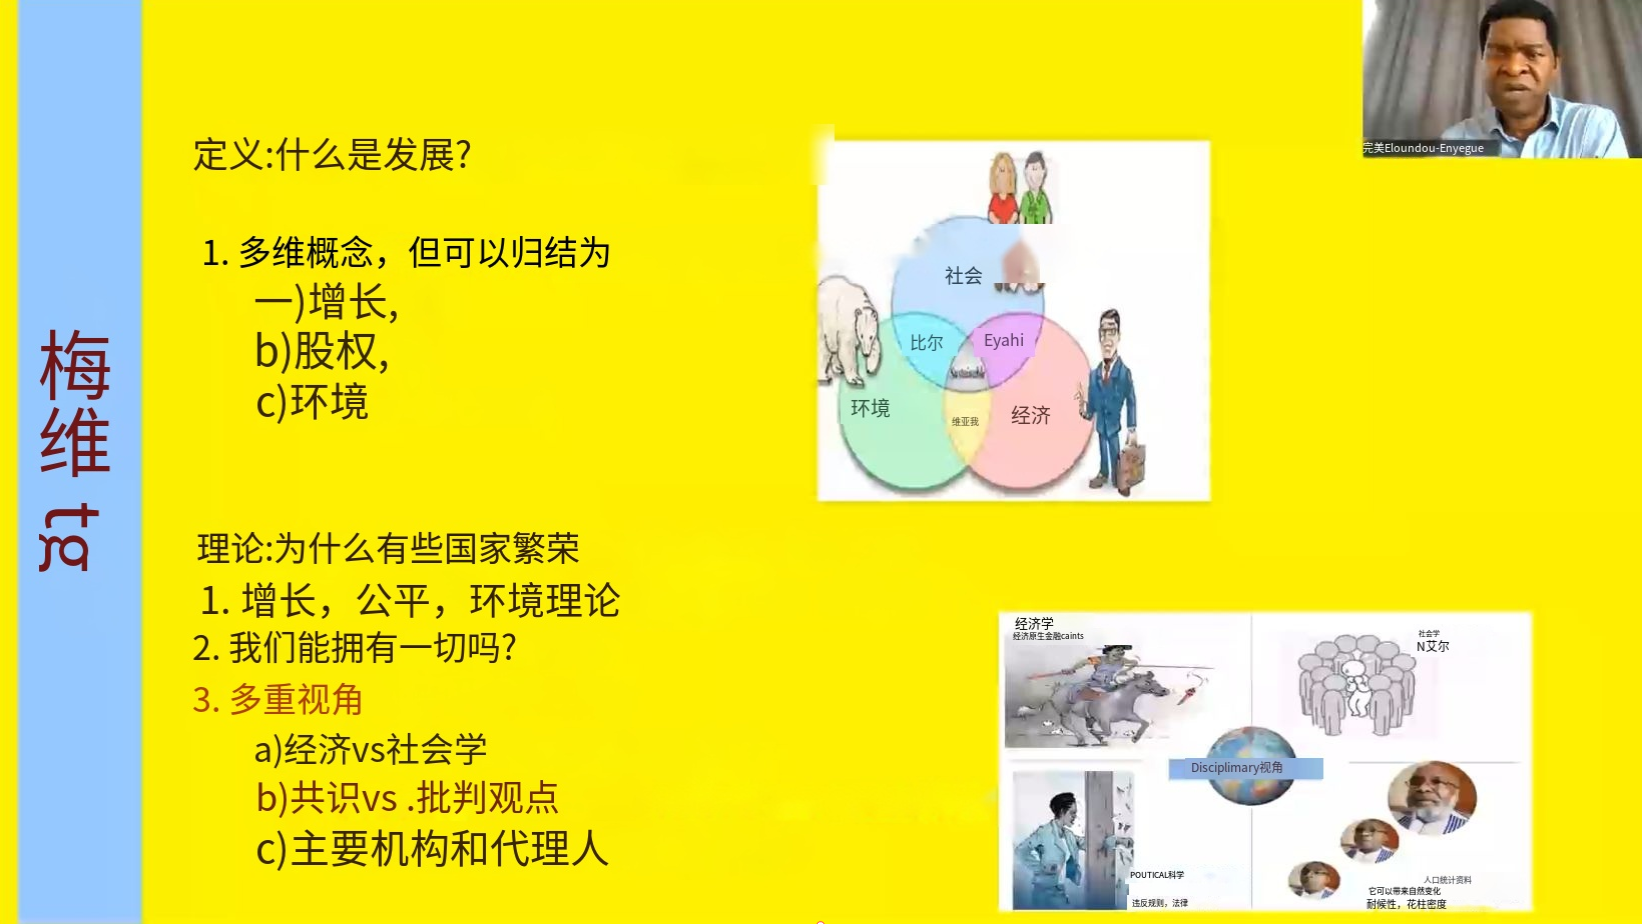 梅维
定义:什么是发展?
1. 多维概念，但可以归结为
一)增长,
b)股权,
c)环境
理论:为什么有些国家繁荣
1. 增长，公平，环境理论
2. 我们能拥有一切吗?
3. 多重视角
a)经济vs社会学
b)共识vs .批判观点
c)主要机构和代理人
完美Eloundou-Enyegue
社会
比尔
Eyahi
环境
维亚我
经济
经济学
经济原生金融caints
社会学
N艾尔
Disciplimary视角
POUTICAL科学
违反规则，法律
人口统计资料
它可以带来自然变化
耐候性，花柱密度